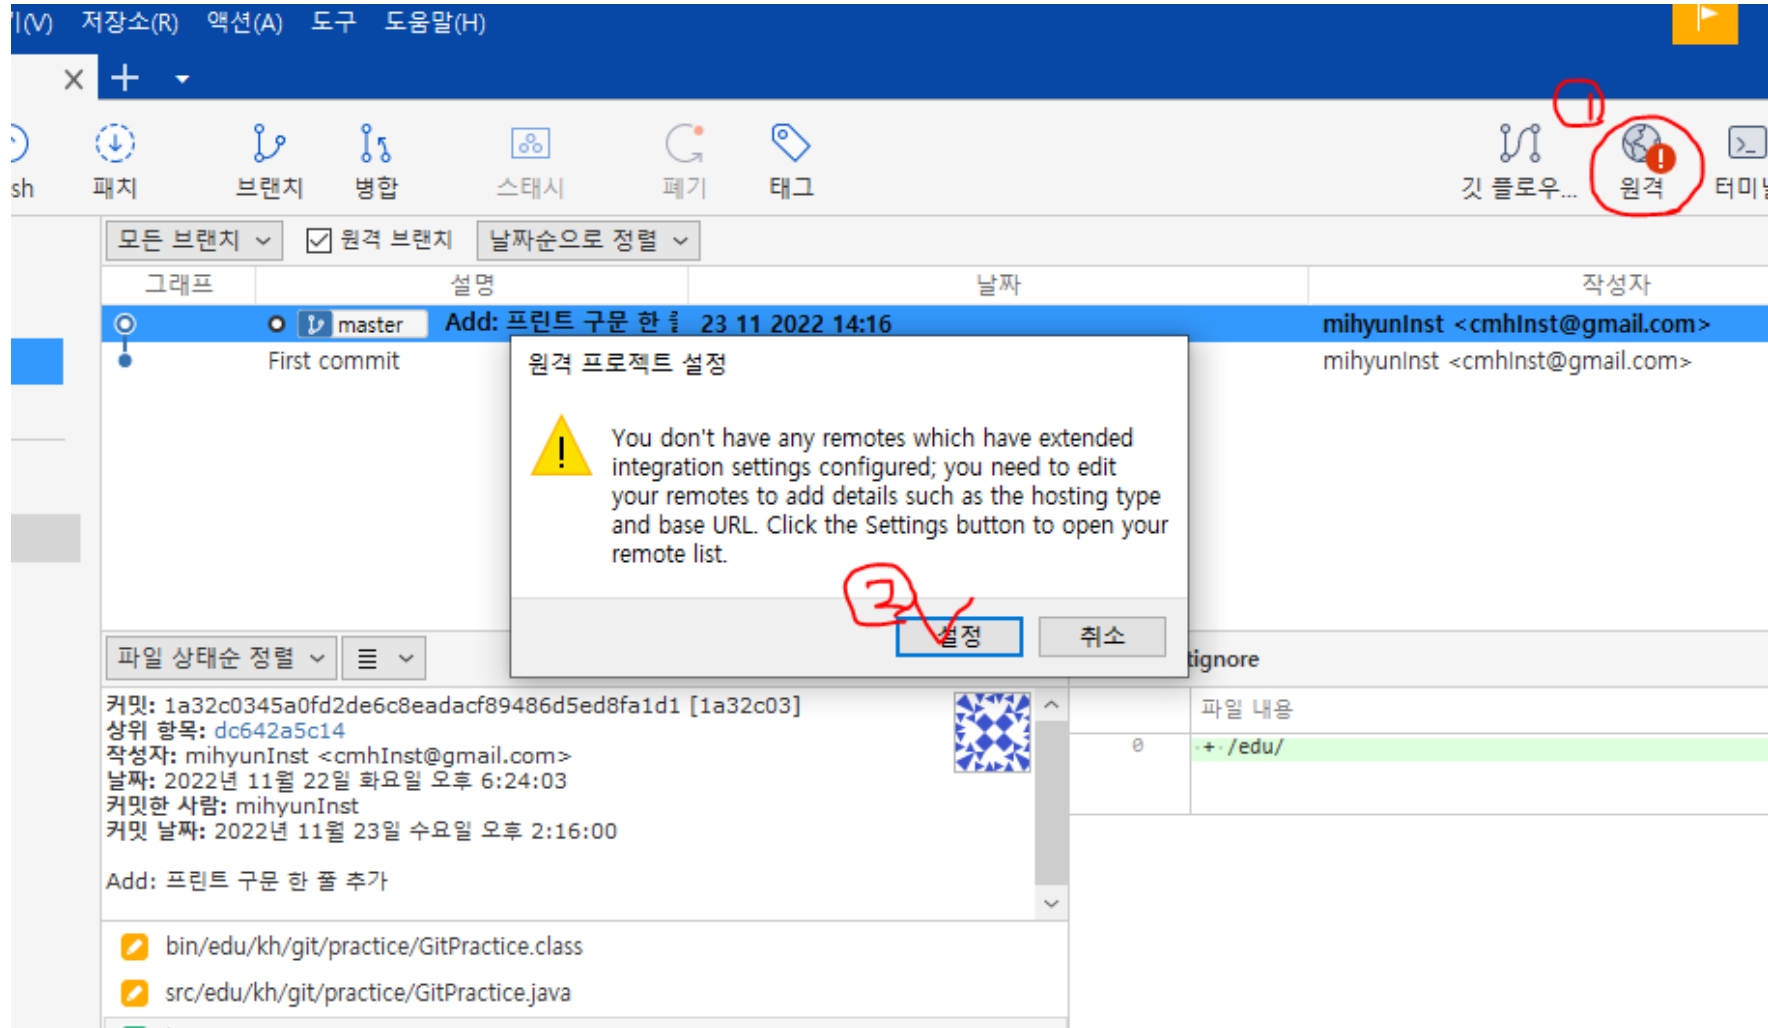 기(V) 저장소(R) 액션(A) 도구 도움말(H)
1
sh 패치 브랜치 병합 스태시 폐기 태그 깃 플로우... 원격 터미널
모든 브랜치 원격 브랜치 날짜순으로 정렬
그래프 설명 날짜 작성자
master Add: 프린트 구문 한 줄 23 11 2022 14:16 mihyunInst <cmhInst@gmail.com>
First commit mihyunInst <cmhInst@gmail.com>
원격 프로젝트 설정
You don't have any remotes which have extended
integration settings configured; you need to edit
your remotes to add details such as the hosting type
and base URL. Click the Settings button to open your
remote list.
2
설정 취소
파일 상태순 정렬
tignore
커밋: 1a32c0345a0fd2de6c8eadacf89486d5ed8fa1d1 [1a32c03]
상위 항목: dc642a5c14
작성자: mihyunInst <cmhInst@gmail.com>
날짜: 2022년 11월 22일 화요일 오후 6:24:03
커밋한 사람: mihyunInst
커밋 날짜: 2022년 11월 23일 수요일 오후 2:16:00
Add: 프린트 구문 한 줄 추가
파일 내용
0 + /edu/
bin/edu/kh/git/practice/GitPractice.class
src/edu/kh/git/practice/GitPractice.java